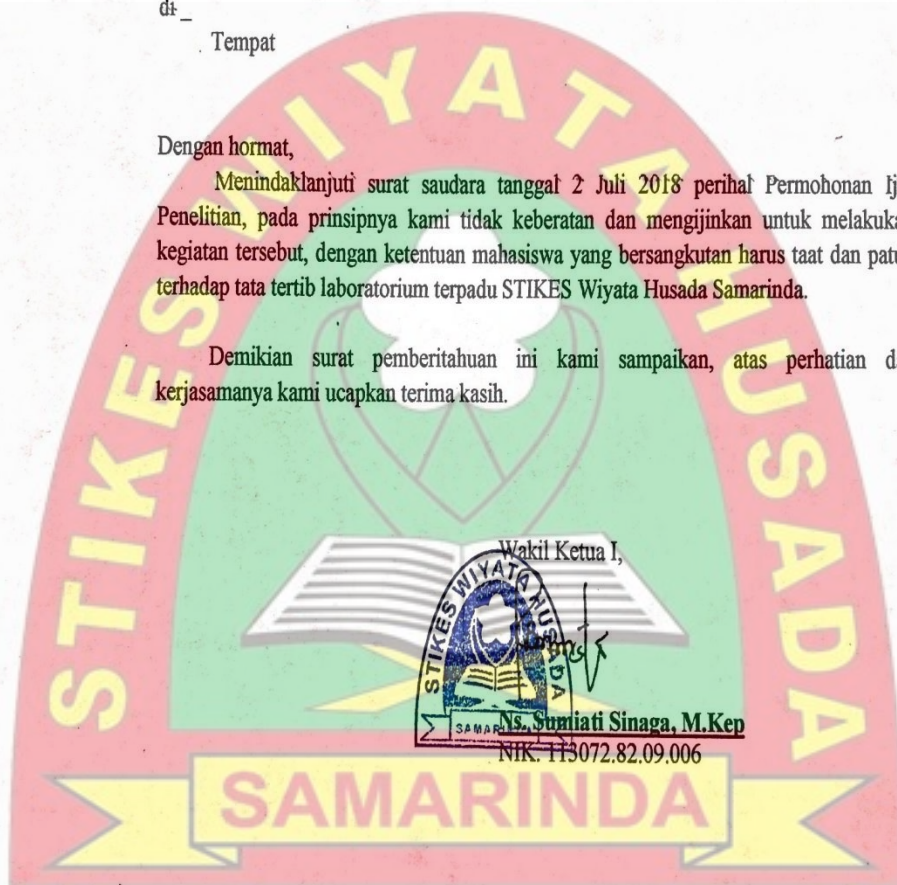 di _
Tempat
Dengan hormat,
Menindaklanjuti surat saudara tanggal 2 Juli 2018 perihal Permohonan Ij
Penelitian, pada prinsipnya kami tidak keberatan dan mengijinkan untuk melakuka
kegiatan tersebut, dengan ketentuan mahasiswa yang bersangkutan harus taat dan patu
terhadap tata tertib laboratorium terpadu STIKES Wiyata Husada Samarinda.
Demikian surat pemberitahuan ini kami sampaikan, atas perhatian da
kerjasamanya kami ucapkan terima kasih.
Wakil Ketua I,
STIKES WIYATA HUSADA
SAMARINDA
Ns. Sumiati Sinaga, M.Kep
NIK. 113072.82.09.006
STIKES WIYATA HUSADA
SAMARINDA